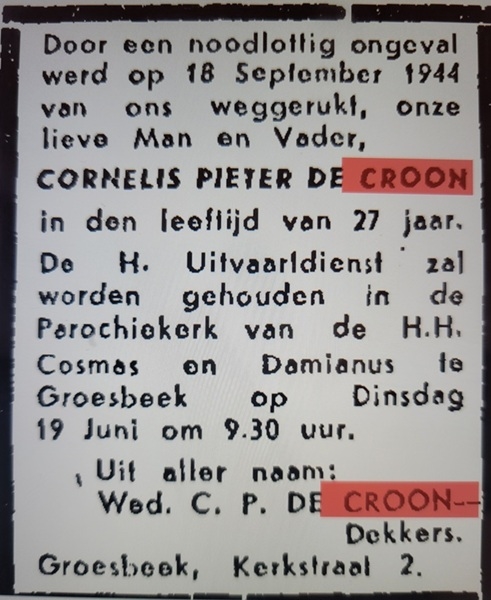 Door een noodlottig ongeval
werd op 18 September 1944
van ons weggerukt, onze
lieve Man en Vader,
CORNELIS PIETER DE CROON
in den leeftijd van 27 jaar.
De H. Uitvaartdienst zal
worden gehouden in de
Parochiekerk van de H.H.
Cosmas en Damianus te
Groesbeek op Dinsdag
19 Juni om 9.30 uur.
Uit aller naam:
Wed. C. P. DE CROON--
Dekkers.
Groesbeek, Kerkstraat 2.